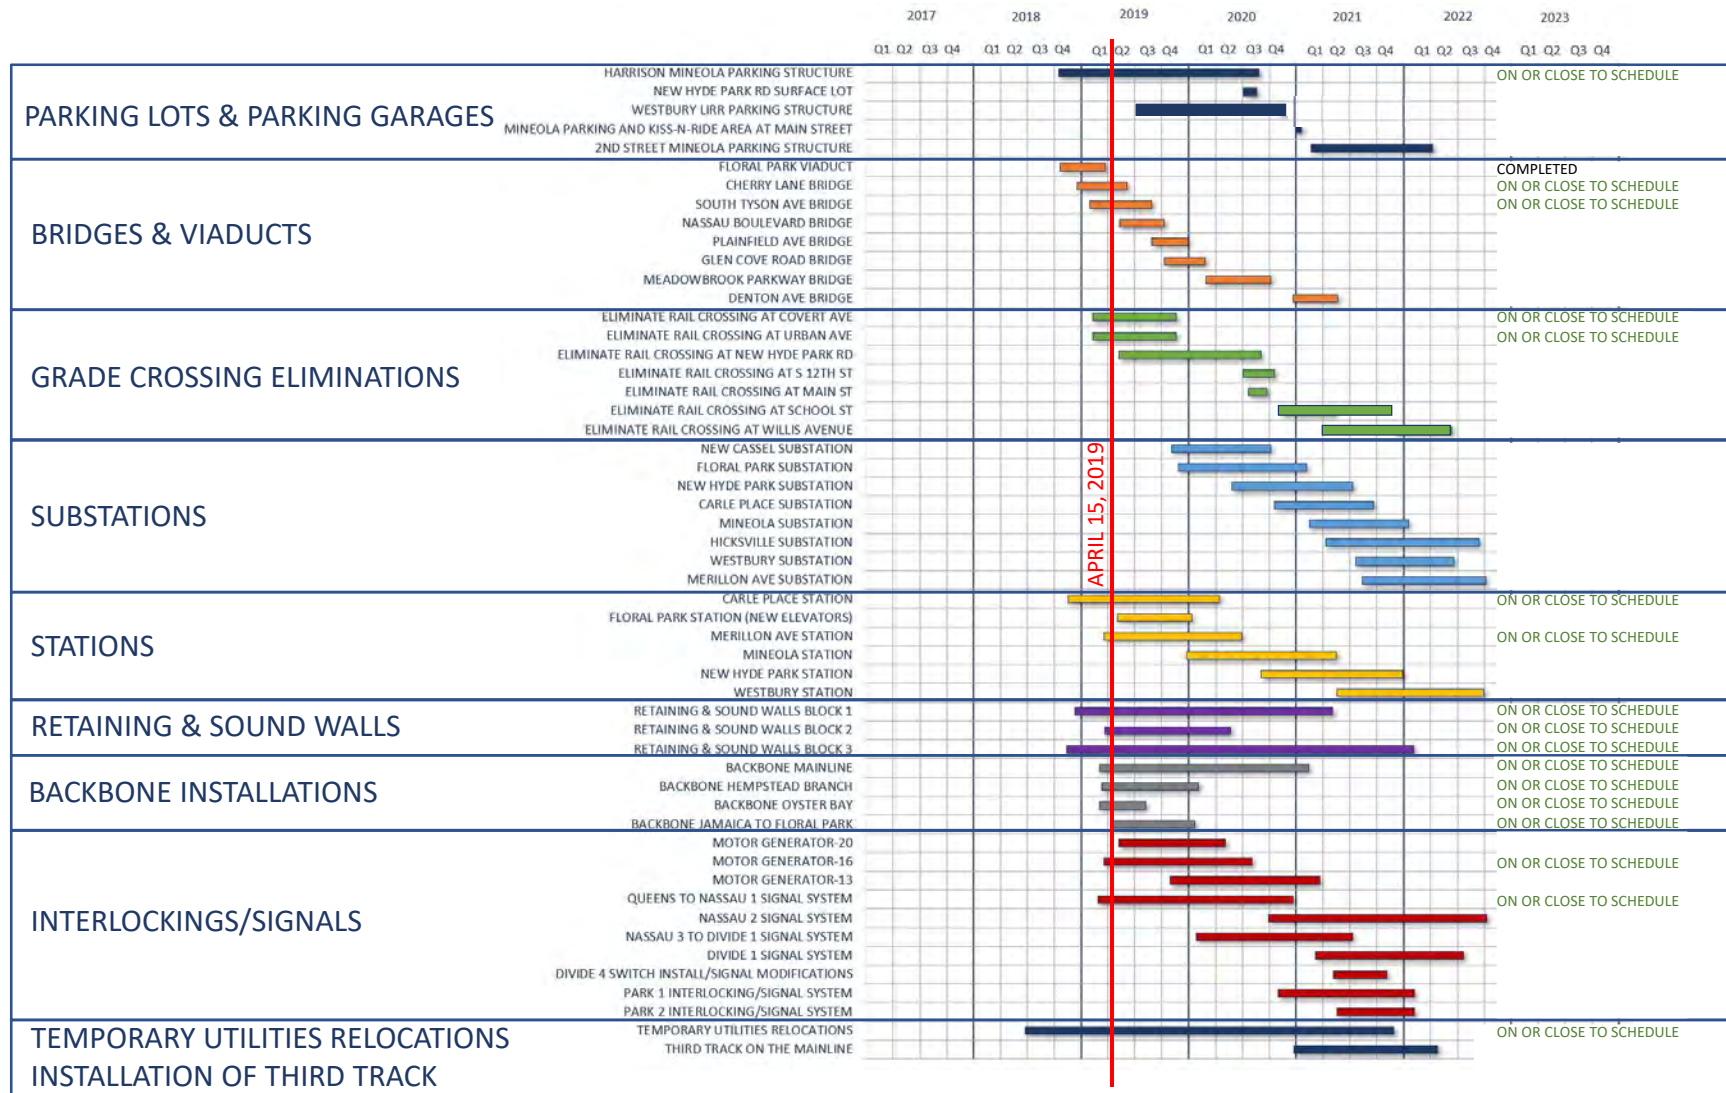 2017 2018 2019 2020 2021 2022 2023
Q1 Q2 Q3 Q4 Q1 Q2 Q3 Q4 Q1 Q2 Q3 Q4 Q1 Q2 Q3 Q4 Q1 Q2 Q3 Q4 Q1 Q2 Q3 Q4 Q1 Q2 Q3 Q4
PARKING LOTS & PARKING GARAGES
HARRISON MINEOLA PARKING STRUCTURE ON OR CLOSE TO SCHEDULE
NEW HYDE PARK RD SURFACE LOT
WESTBURY LIRR PARKING STRUCTURE
MINEOLA PARKING AND KISS-N-RIDE AREA AT MAIN STREET
2ND STREET MINEOLA PARKING STRUCTURE
BRIDGES & VIADUCTS
FLORAL PARK VIADUCT COMPLETED
CHERRY LANE BRIDGE ON OR CLOSE TO SCHEDULE
SOUTH TYSON AVE BRIDGE ON OR CLOSE TO SCHEDULE
NASSAU BOULEVARD BRIDGE
PLAINFIELD AVE BRIDGE
GLEN COVE ROAD BRIDGE
MEADOWBROOK PARKWAY BRIDGE
DENTON AVE BRIDGE
GRADE CROSSING ELIMINATIONS
ELIMINATE RAIL CROSSING AT COVERT AVE ON OR CLOSE TO SCHEDULE
ELIMINATE RAIL CROSSING AT URBAN AVE ON OR CLOSE TO SCHEDULE
ELIMINATE RAIL CROSSING AT NEW HYDE PARK RD
ELIMINATE RAIL CROSSING AT S 12TH ST
ELIMINATE RAIL CROSSING AT MAIN ST
ELIMINATE RAIL CROSSING AT SCHOOL ST
ELIMINATE RAIL CROSSING AT WILLIS AVENUE
APRIL 15, 2019
SUBSTATIONS
NEW CASSEL SUBSTATION
FLORAL PARK SUBSTATION
NEW HYDE PARK SUBSTATION
CARLE PLACE SUBSTATION
MINEOLA SUBSTATION
HICKSVILLE SUBSTATION
WESTBURY SUBSTATION
MERILLON AVE SUBSTATION
STATIONS
CARLE PLACE STATION ON OR CLOSE TO SCHEDULE
FLORAL PARK STATION (NEW ELEVATORS)
MERILLON AVE STATION ON OR CLOSE TO SCHEDULE
MINEOLA STATION
NEW HYDE PARK STATION
WESTBURY STATION
RETAINING & SOUND WALLS
RETAINING & SOUND WALLS BLOCK 1 ON OR CLOSE TO SCHEDULE
RETAINING & SOUND WALLS BLOCK 2 ON OR CLOSE TO SCHEDULE
RETAINING & SOUND WALLS BLOCK 3 ON OR CLOSE TO SCHEDULE
BACKBONE INSTALLATIONS
BACKBONE MAINLINE ON OR CLOSE TO SCHEDULE
BACKBONE HEMPSTEAD BRANCH ON OR CLOSE TO SCHEDULE
BACKBONE OYSTER BAY ON OR CLOSE TO SCHEDULE
BACKBONE JAMAICA TO FLORAL PARK ON OR CLOSE TO SCHEDULE
INTERLOCKINGS/SIGNALS
MOTOR GENERATOR-20
MOTOR GENERATOR-16 ON OR CLOSE TO SCHEDULE
MOTOR GENERATOR-13
QUEENS TO NASSAU 1 SIGNAL SYSTEM ON OR CLOSE TO SCHEDULE
NASSAU 2 SIGNAL SYSTEM
NASSAU 3 TO DIVIDE 1 SIGNAL SYSTEM
DIVIDE 1 SIGNAL SYSTEM
DIVIDE 4 SWITCH INSTALL/SIGNAL MODIFICATIONS
PARK 1 INTERLOCKING/SIGNAL SYSTEM
PARK 2 INTERLOCKING/SIGNAL SYSTEM
TEMPORARY UTILITIES RELOCATIONS
INSTALLATION OF THIRD TRACK
TEMPORARY UTILITIES RELOCATIONS ON OR CLOSE TO SCHEDULE
THIRD TRACK ON THE MAINLINE